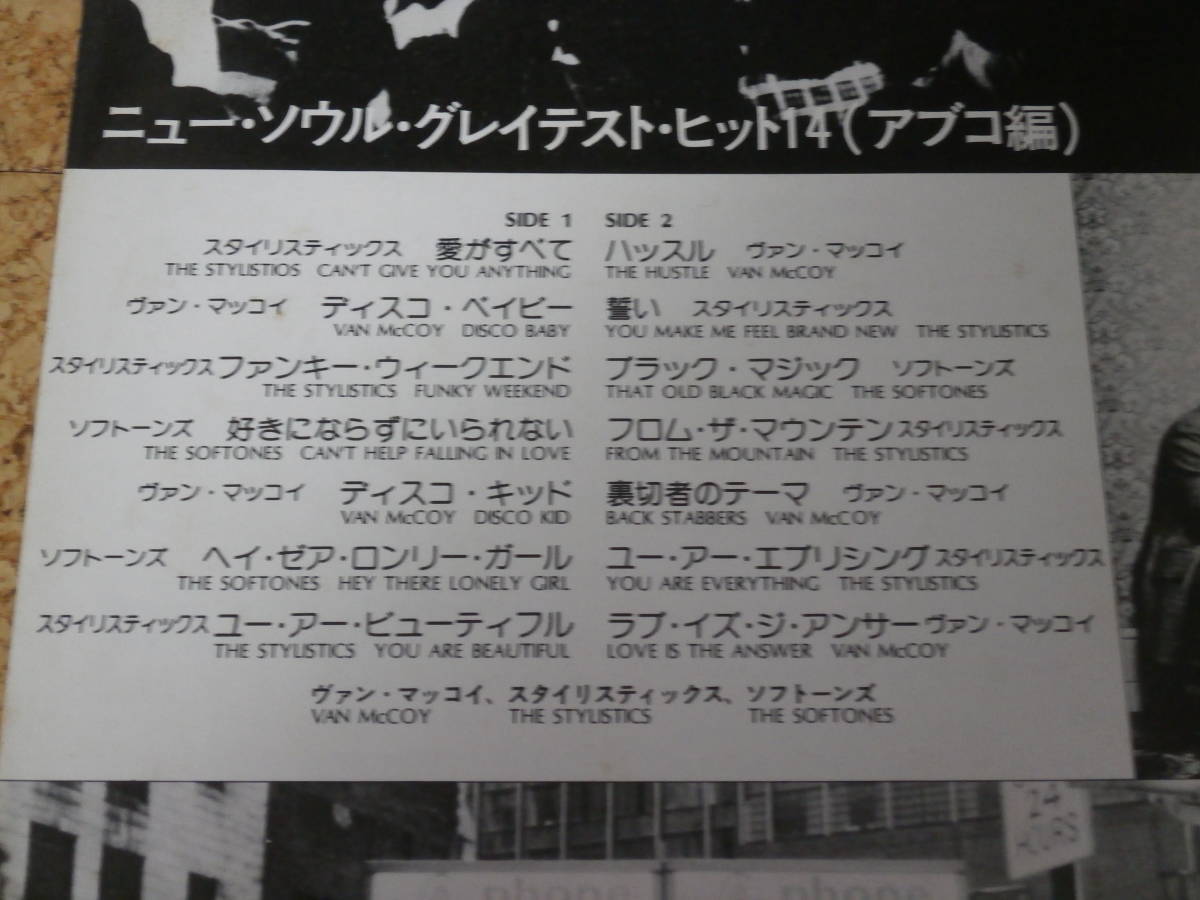 ニュー・ソウル・グレイテスト・ヒット14（アブコ編）
SIDE 1
スタイリスティックス 愛がすべて
THE STYLISTIOS CAN'T GIVE YOU ANYTHING
ヴァン・マッコイ ディスコ・ベイビー
VAN McCOY DISCO BABY
スタイリスティックス ファンキー・ウィークエンド
THE STYLISTICS FUNKY WEEKEND
ソフトーンズ 好きにならずにいられない
THE SOFTONES CAN'T HELP FALLING IN LOVE
ヴァン・マッコイ ディスコ・キッド
VAN McCOY DISCO KID
ソフトーンズ ヘイ・ゼア・ロンリー・ガール
THE SOFTONES HEY THERE LONELY GIRL
スタイリスティックス ユー・アー・ビューティフル
THE STYLISTICS YOU ARE BEAUTIFUL
SIDE 2
ハッスル ヴァン・マッコイ
THE HUSTLE VAN McCOY
誓い スタイリスティックス
YOU MAKE ME FEEL BRAND NEW THE STYLISTICS
ブラック・マジック ソフトーンズ
THAT OLD BLACK MAGIC THE SOFTONES
フロム・ザ・マウンテン スタイリスティックス
FROM THE MOUNTAIN THE STYLISTICS
裏切者のテーマ ヴァン・マッコイ
BACK STABBERS VAN McCOY
ユー・アー・エブリシング スタイリスティックス
YOU ARE EVERYTHING THE STYLISTICS
ラブ・イズ・ジ・アンサー ヴァン・マッコイ
LOVE IS THE ANSWER VAN McCOY
ヴァン・マッコイ、スタイリスティックス、ソフトーンズ
VAN McCOY THE STYLISTICS THE SOFTONES
phone phone